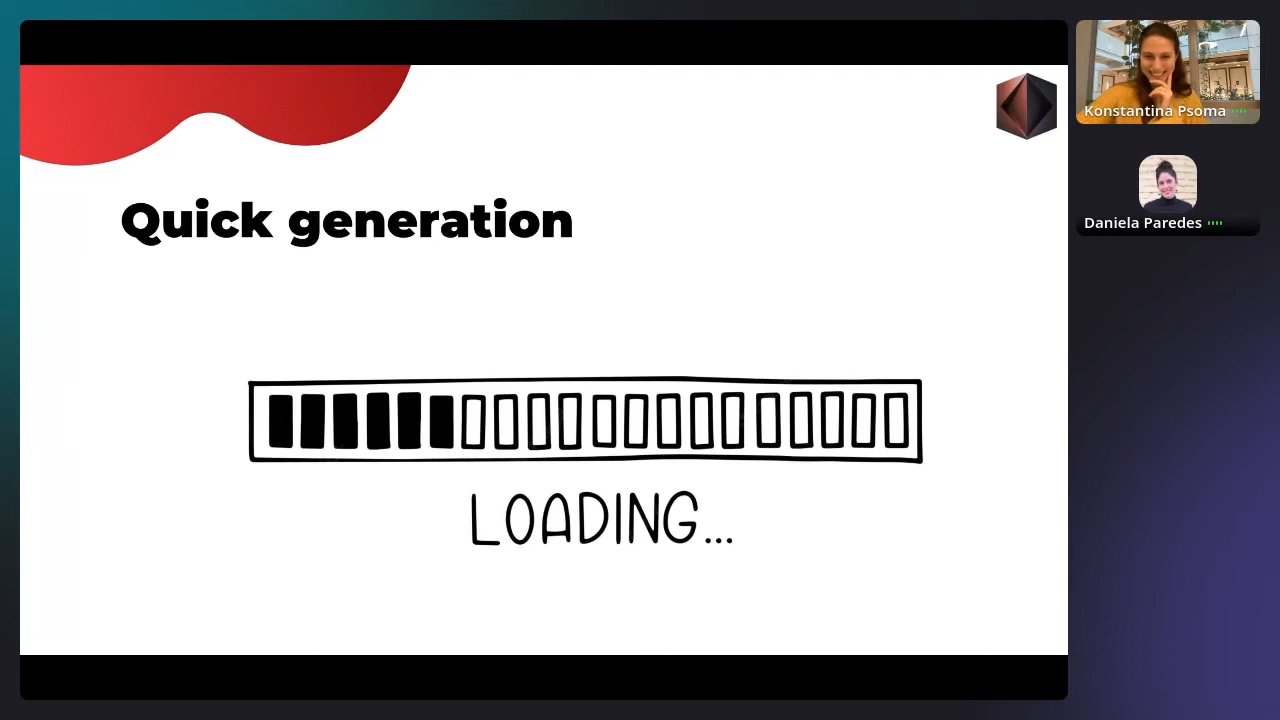 Quick generation
LOADING...
Konstantina Psoma
Daniela Paredes